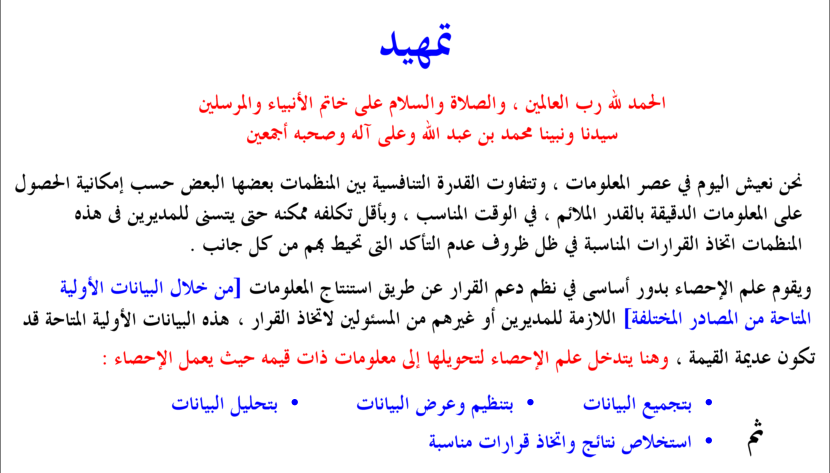 تمهيد
الحمد لله رب العالمين ، والصلاة والسلام على خاتم الأنبياء والمرسلين
سيدنا ونبينا محمد بن عبد الله وعلى آله وصحبه أجمعين
نحن نعيش اليوم في عصر المعلومات ، وتتفاوت القدرة التنافسية بين المنظمات بعضها البعض حسب إمكانية الحصول
على المعلومات الدقيقة بالقدر الملائم ، في الوقت المناسب ، وبأقل تكلفه ممكنه حتى يتسنى للمديرين فى هذه
المنظمات اتخاذ القرارات المناسبة في ظل ظروف عدم التأكد التى تحيط بهم من كل جانب .
ويقوم علم الإحصاء بدور أساسى في نظم دعم القرار عن طريق استنتاج المعلومات [من خلال البيانات الأولية
المتاحة من المصادر المختلفة] اللازمة للمديرين أو غيرهم من المسئولين لاتخاذ القرار ، هذه البيانات الأولية المتاحة قد
تكون عديمة القيمة ، وهنا يتدخل علم الإحصاء لتحويلها إلى معلومات ذات قيمه حيث يعمل الإحصاء :
• بتجميع البيانات • بتنظيم وعرض البيانات • بتحليل البيانات
ثم • استخلاص نتائج واتخاذ قرارات مناسبة